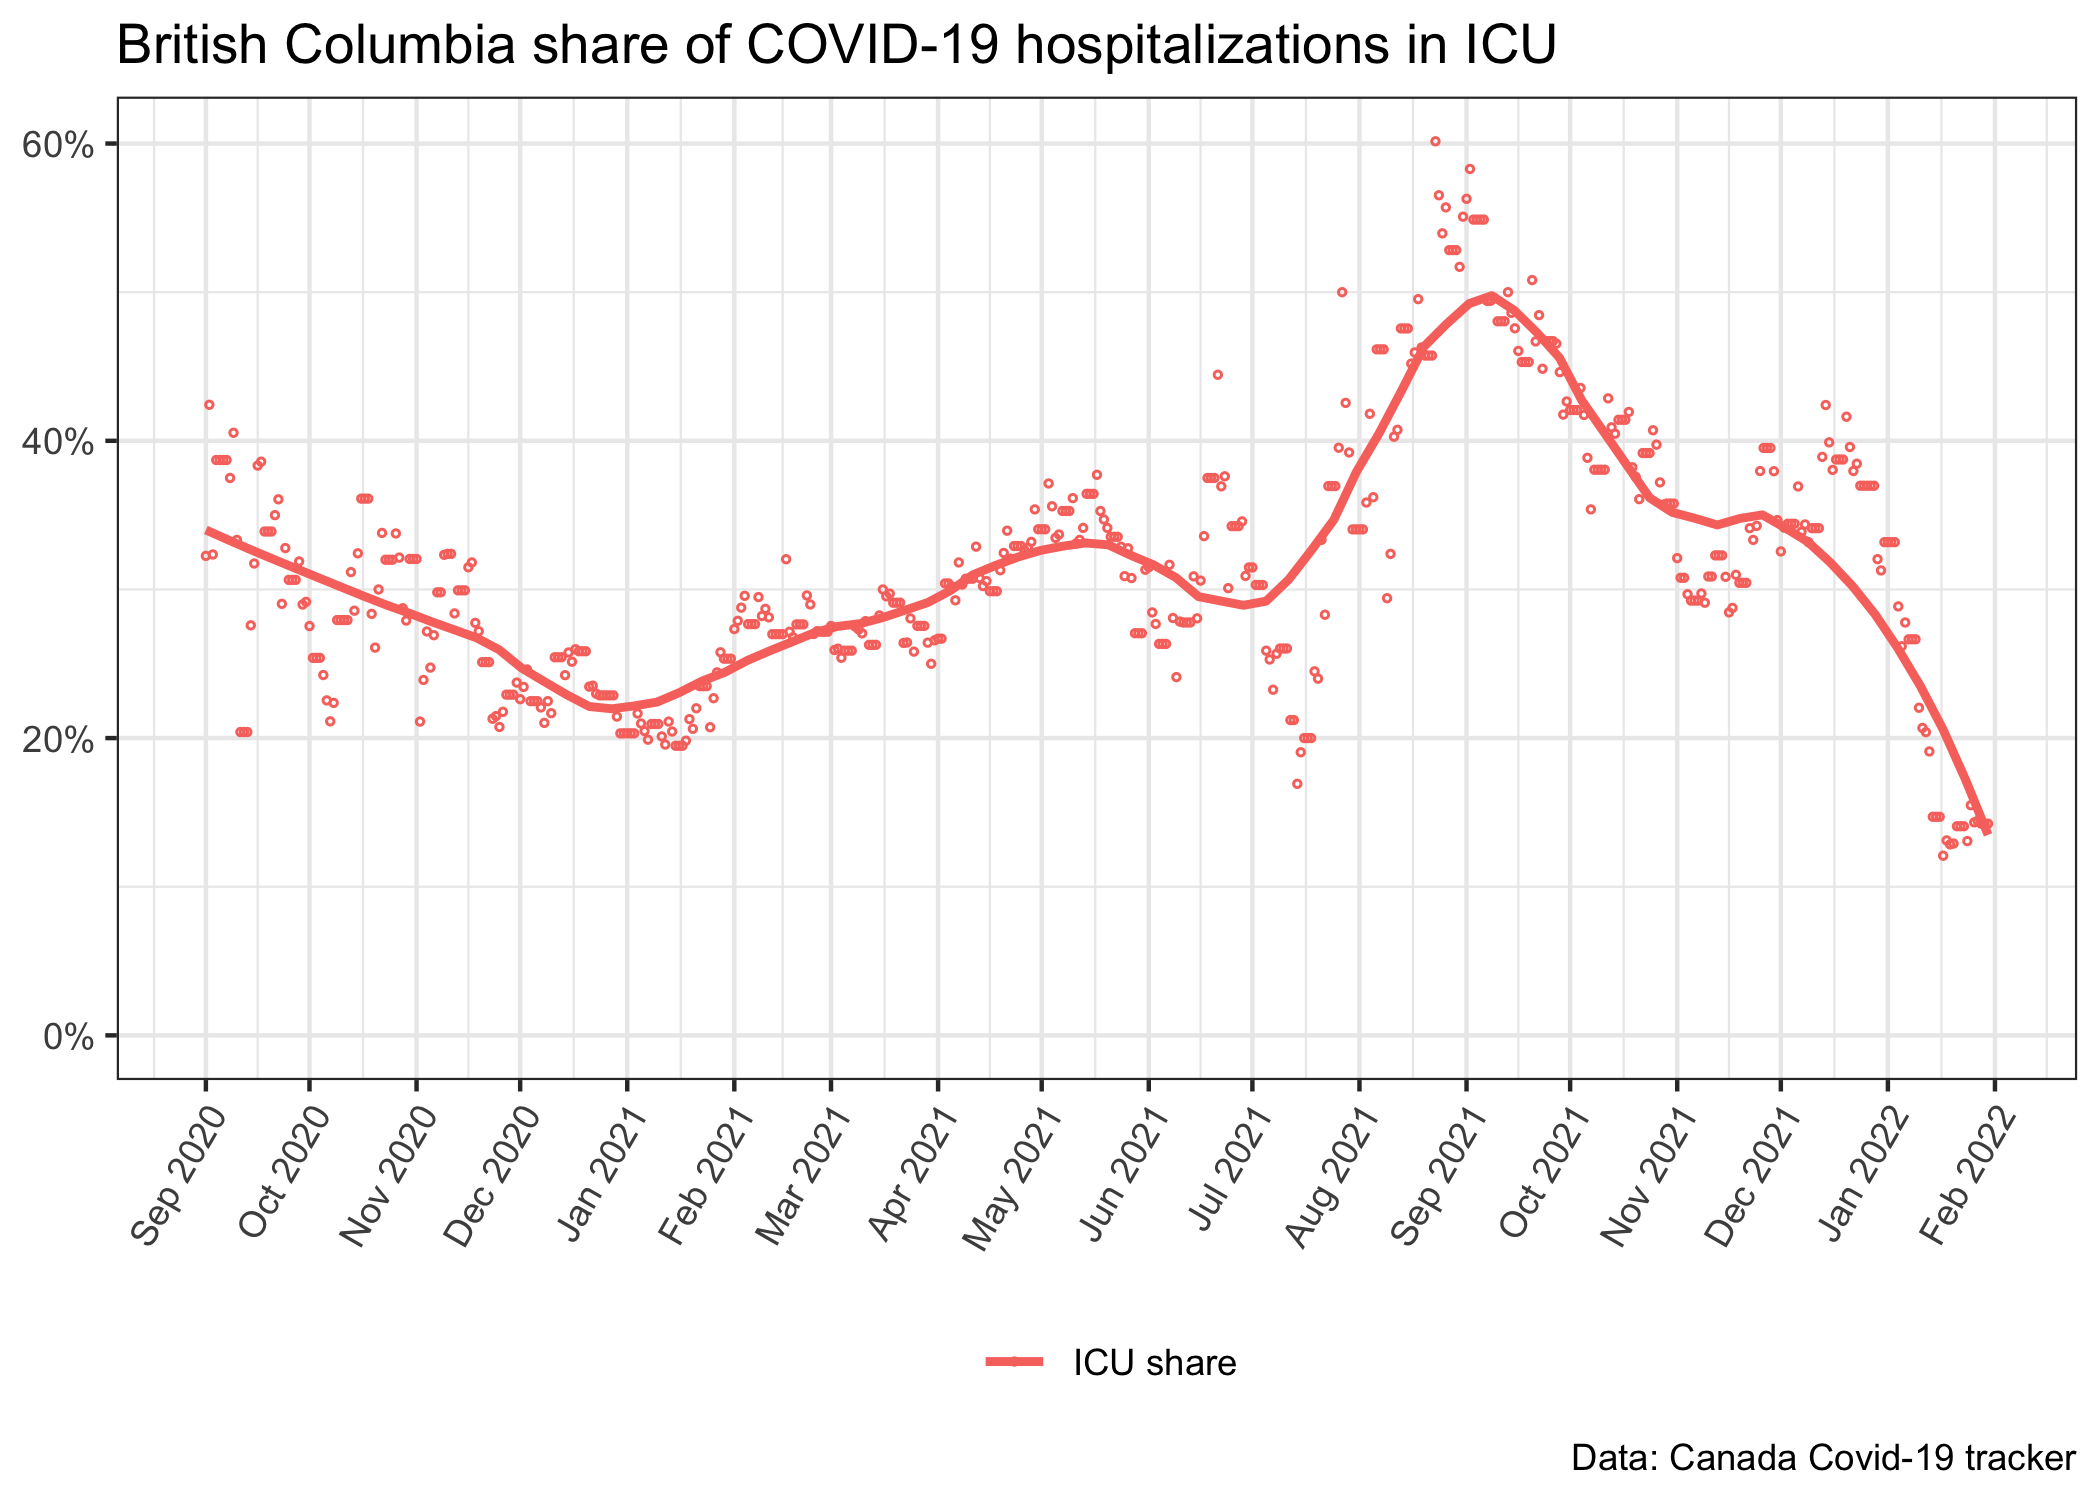 British Columbia share of COVID-19 hospitalizations in ICU
60%
40%
20%
0%
Sep 2020
Oct 2020
Nov 2020
Dec 2020
Jan 2021
Feb 2021
Mar 2021
Apr 2021
May 2021
Jun 2021
Jul 2021
Aug 2021
Sep 2021
Oct 2021
Nov 2021
Dec 2021
Jan 2022
Feb 2022
ICU share
Data: Canada Covid-19 tracker